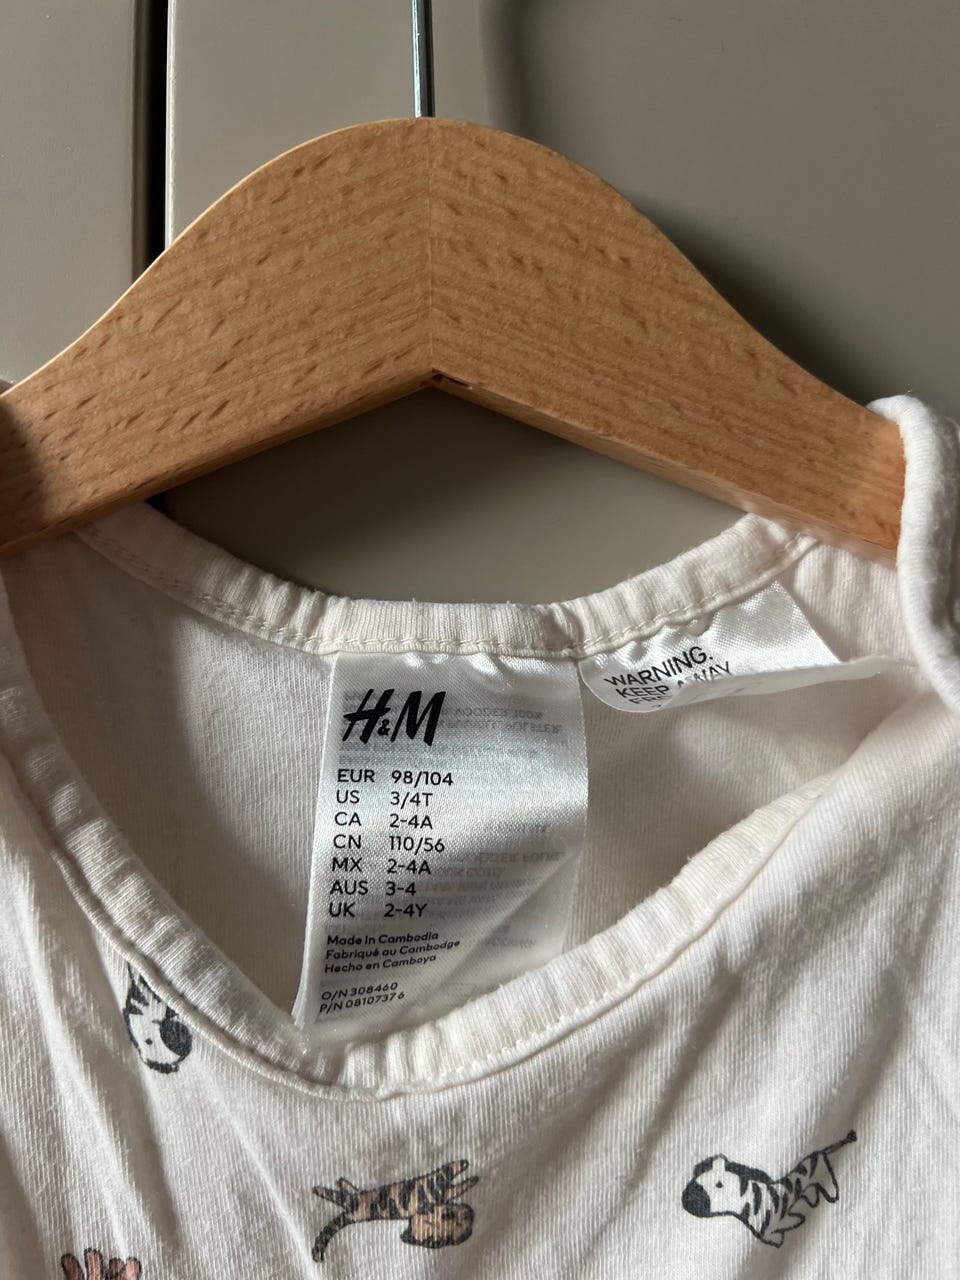 H&M
EUR 98/104
US 3/4T
CA 2-4A
CN 110/56
MX 2-4A
AUS 3-4
UK 2-4Y
Made in Cambodia
Fabriqué au Cambodge
Hecho en Camboya
O/N 308460
P/N 08107376
WARNING.
KEEP AWAY